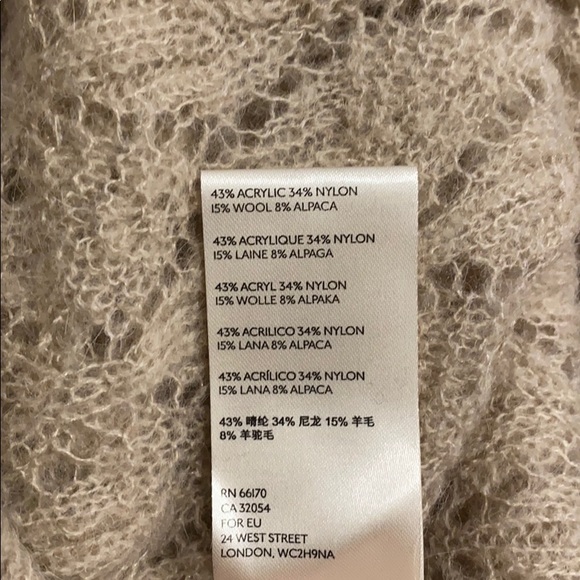 43% ACRYLIC 34% NYLON
15% WOOL 8% ALPACA
43% ACRYLIQUE 34% NYLON
15% LAINE 8% ALPAGA
43% ACRYL 34% NYLON
15% WOLLE 8% ALPAKA
43% ACRILICO 34% NYLON
15% LANA 8% ALPACA
43% ACRÍLICO 34% NYLON
15% LANA 8% ALPACA
43% 晴纶 34% 尼龙 15% 羊毛
8% 羊驼毛
RN 66170
CA 32054
FOR EU
24 WEST STREET
LONDON, WC2H9NA